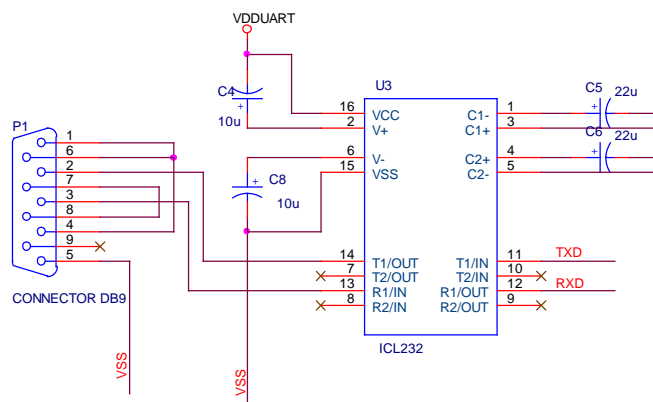 VDDUART
C4
10u
U3
C5
22u
C6
22u
P1
1
6
2
7
3
8
4
9
5
CONNECTOR DB9
VSS
C8
10u
VSS
16 VCC C1- 1
2 V+ C1+ 3
6 V- C2+ 4
15 VSS C2- 5
14 T1/OUT T1/IN 11 TXD
7 T2/OUT T2/IN 10
13 R1/IN R1/OUT 12 RXD
8 R2/IN R2/OUT 9
ICL232